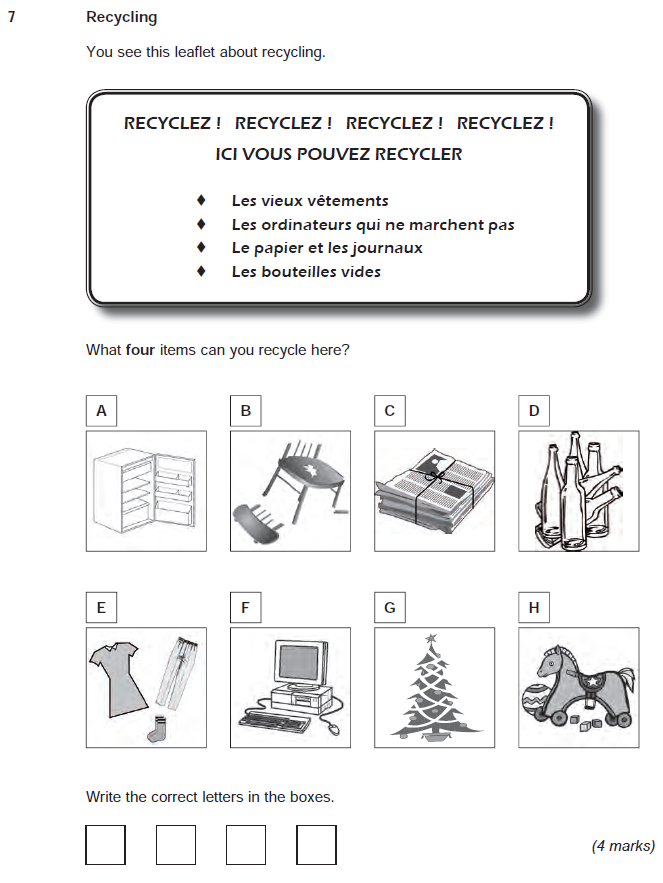 7 Recycling
You see this leaflet about recycling.
RECYCLEZ ! RECYCLEZ ! RECYCLEZ ! RECYCLEZ !
ICI VOUS POUVEZ RECYCLER
♦ Les vieux vêtements
♦ Les ordinateurs qui ne marchent pas
♦ Le papier et les journaux
♦ Les bouteilles vides
What four items can you recycle here?
A B C D
E F G H
Write the correct letters in the boxes.
(4 marks)